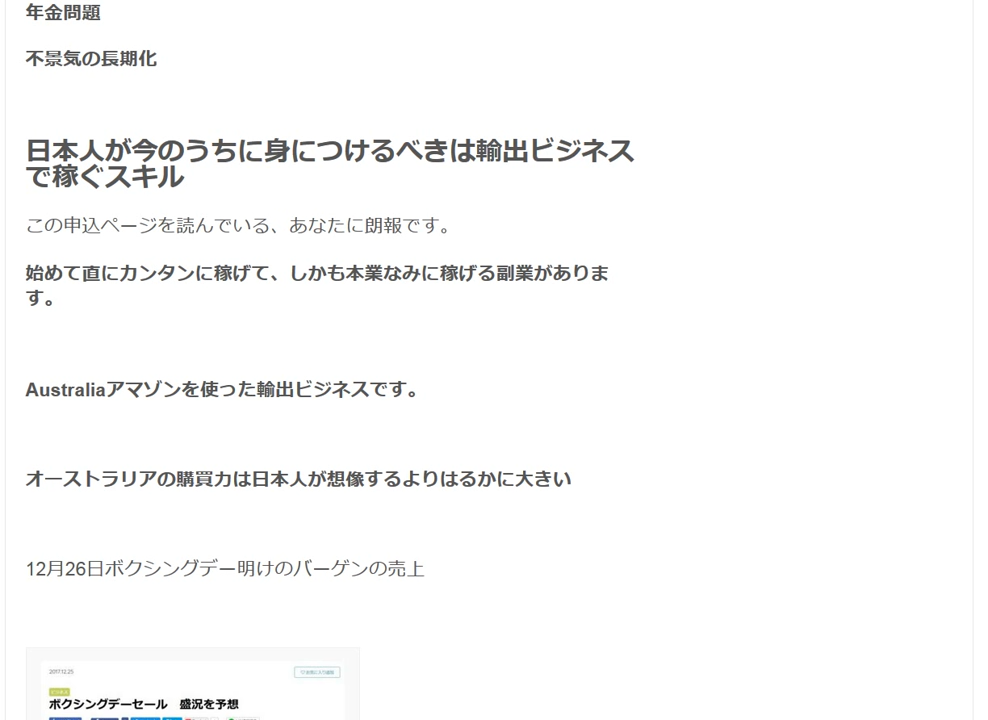 年金問題
不景気の長期化
日本人が今のうちに身につけるべきは輸出ビジネス
で稼ぐスキル
この申込ページを読んでいる、あなたに朗報です。
始めて直にカンタンに稼げて、しかも本業なみに稼げる副業がありま
す。
Australiaアマゾンを使った輸出ビジネスです。
オーストラリアの購買力は日本人が想像するよりはるかに大きい
12月26日ボクシングデー明けのバーゲンの売上
2017.12.25
ボクシングデーセール　盛況を予想